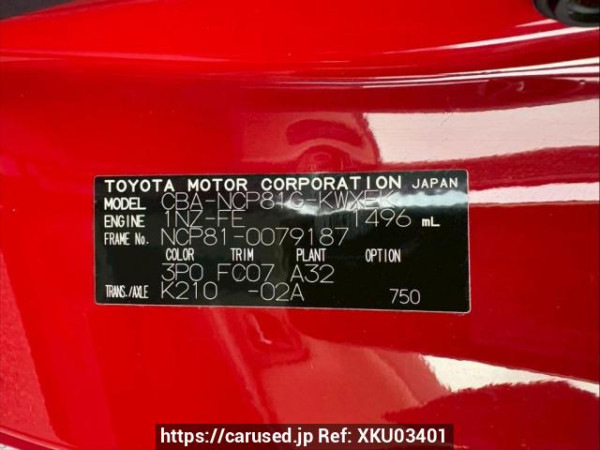 TOYOTA MOTOR CORPORATION JAPAN
MODEL CBA-NCP81G-KWXEK
ENGINE 1NZ-FE 1496 mL
FRAME No. NCP81-0079187
COLOR TRIM PLANT OPTION
3P0 FC07 A32
TRANS./AXLE K210 -02A 750
https://carused.jp Ref: XKU03401